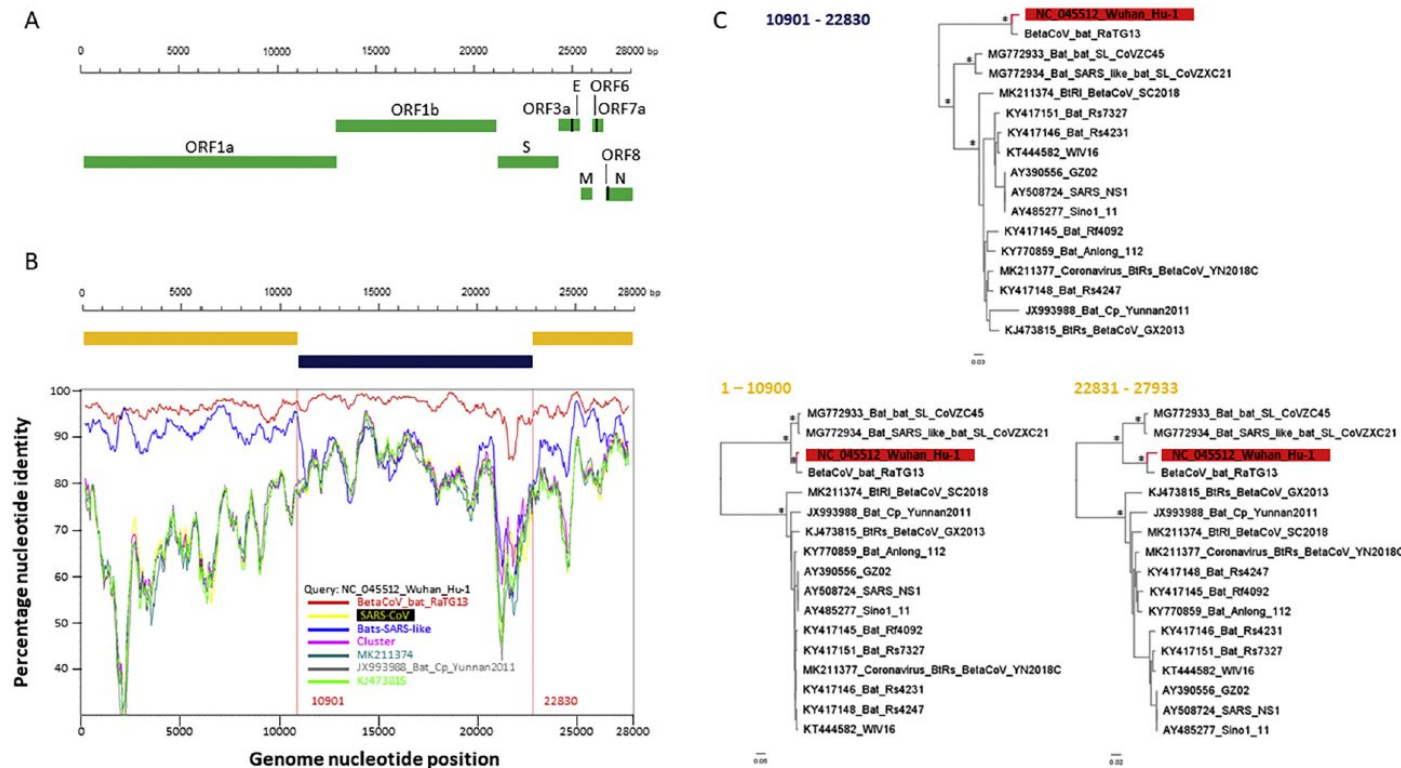 A
0 5000 10000 15000 20000 25000 28000 bp
E ORF6
ORF3a ORF7a
ORF1b
ORF1a S ORF8
M N
B
0 5000 10000 15000 20000 28000 bp
100
90
80
70
60
50
40
Percentage nucleotide identity
Query: NC_045512_Wuhan_Hu-1
BetaCoV_bat_RaTG13
SARS-CoV
Bats-SARS-like
Cluster
MK211374
JX993988_Bat_Cp_Yunnan2011
KJ473815
10901 22830
0 5000 10000 15000 20000 25000 28000
Genome nucleotide position
C
10901 - 22830
NC_045512_Wuhan_Hu-1
*
BetaCoV_bat_RaTG13
MG772933_Bat_bat_SL_CoVZC45
*
MG772934_Bat_SARS_like_bat_SL_CoVZXC21
MK211374_BtRl_BetaCoV_SC2018
*
KY417151_Bat_Rs7327
KY417146_Bat_Rs4231
*
KT444582_WIV16
AY390556_GZ02
AY508724_SARS_NS1
AY485277_Sino1_11
KY417145_Bat_Rf4092
KY770859_Bat_Anlong_112
MK211377_Coronavirus_BtRs_BetaCoV_YN2018C
KY417148_Bat_Rs4247
JX993988_Bat_Cp_Yunnan2011
KJ473815_BtRs_BetaCoV_GX2013
0.03
1 – 10900
MG772933_Bat_bat_SL_CoVZC45
*
MG772934_Bat_SARS_like_bat_SL_CoVZXC21
*
NC_045512_Wuhan_Hu-1
*
BetaCoV_bat_RaTG13
MK211374_BtRl_BetaCoV_SC2018
*
JX993988_Bat_Cp_Yunnan2011
KJ473815_BtRs_BetaCoV_GX2013
KY770859_Bat_Anlong_112
AY390556_GZ02
AY508724_SARS_NS1
AY485277_Sino1_11
KY417145_Bat_Rf4092
KY417151_Bat_Rs7327
MK211377_Coronavirus_BtRs_BetaCoV_YN2018C
KY417146_Bat_Rs4231
KY417148_Bat_Rs4247
KT444582_WIV16
0.05
22831 - 27933
MG772933_Bat_bat_SL_CoVZC45
*
MG772934_Bat_SARS_like_bat_SL_CoVZXC21
*
NC_045512_Wuhan_Hu-1
*
BetaCoV_bat_RaTG13
KJ473815_BtRs_BetaCoV_GX2013
*
JX993988_Bat_Cp_Yunnan2011
MK211374_BtRl_BetaCoV_SC2018
MK211377_Coronavirus_BtRs_BetaCoV_YN2018C
KY417148_Bat_Rs4247
KY417145_Bat_Rf4092
KY770859_Bat_Anlong_112
KY417146_Bat_Rs4231
KY417151_Bat_Rs7327
KT444582_WIV16
AY390556_GZ02
AY508724_SARS_NS1
AY485277_Sino1_11
0.02